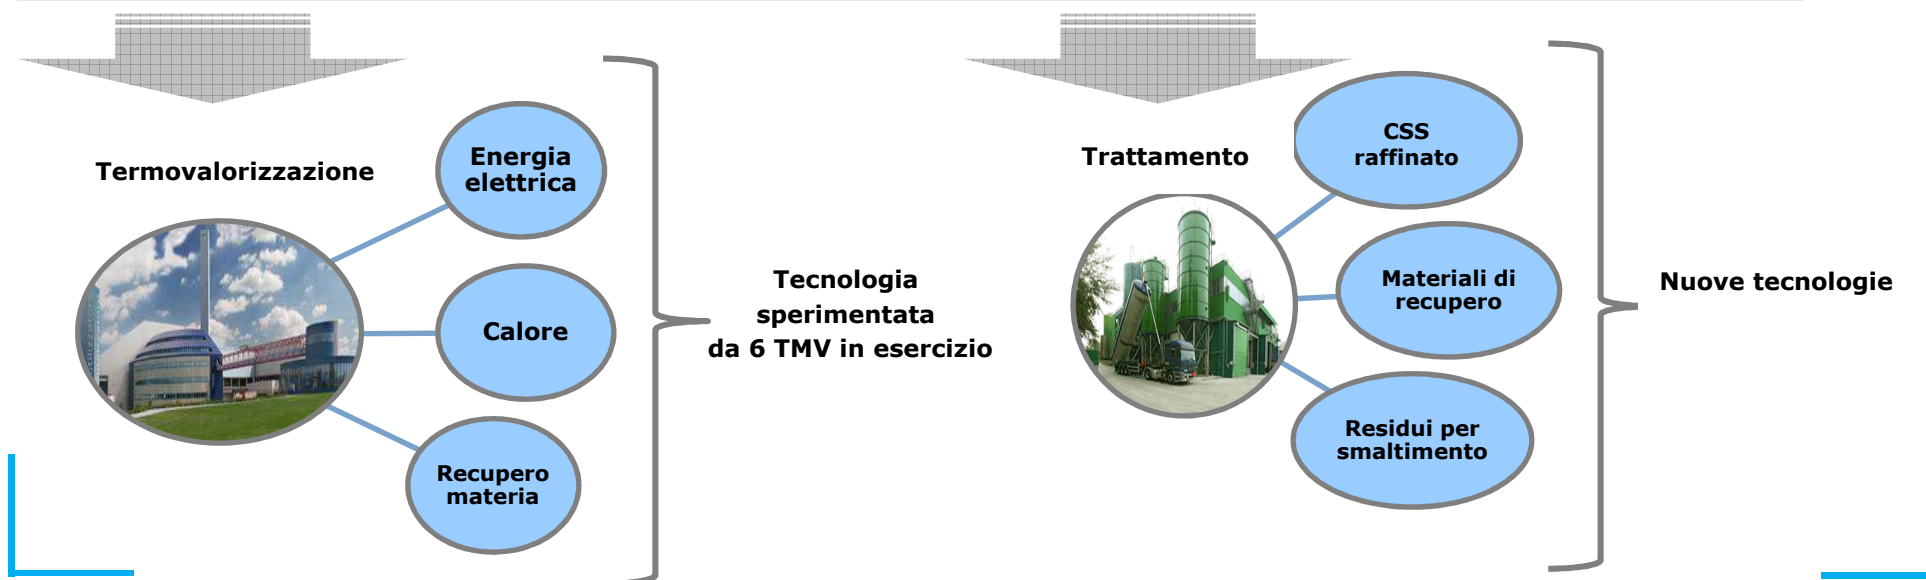 Termovalorizzazione
Energia
elettrica
Calore
Recupero
materia
Tecnologia
sperimentata
da 6 TMV in esercizio
Trattamento
CSS
raffinato
Materiali di
recupero
Residui per
smaltimento
Nuove tecnologie